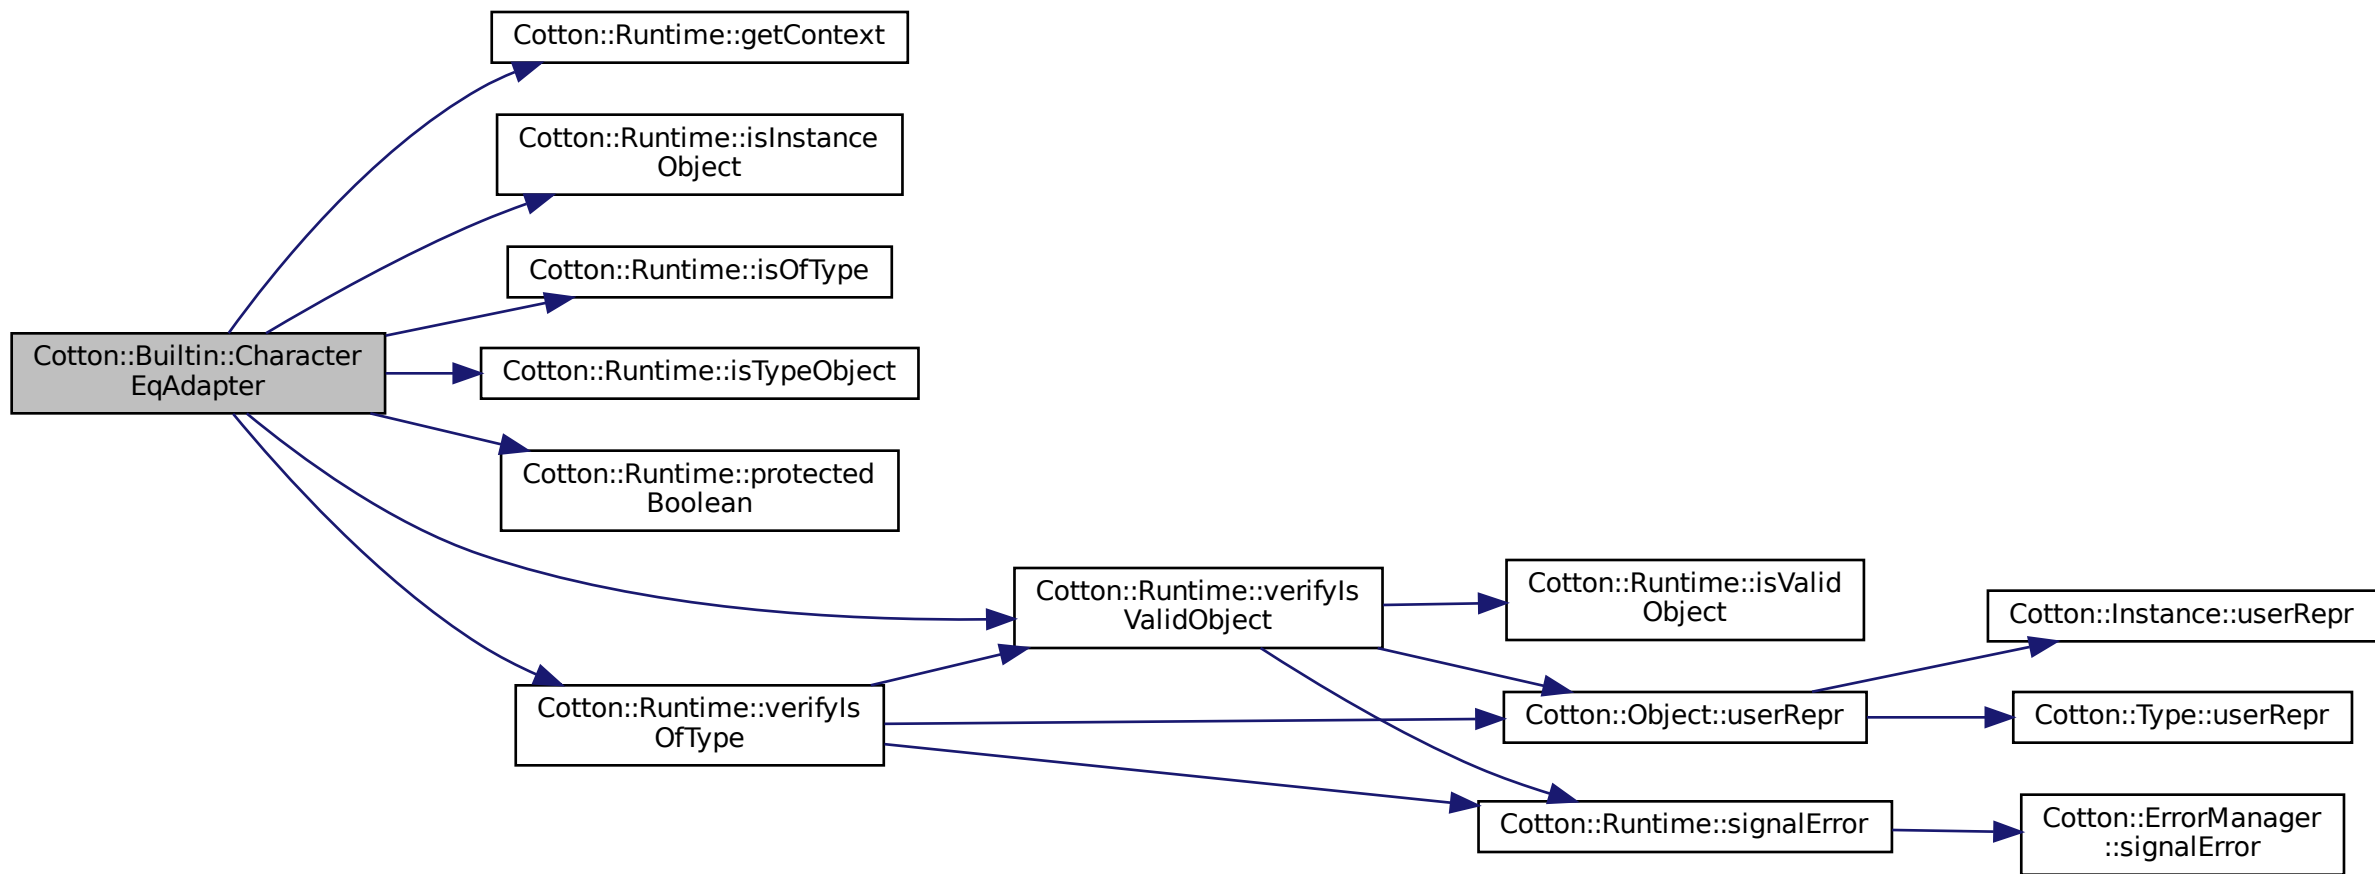 Cotton::Builtin::Character
EqAdapter
Cotton::Runtime::getContext
Cotton::Runtime::isInstance
Object
Cotton::Runtime::isOfType
Cotton::Runtime::isTypeObject
Cotton::Runtime::protected
Boolean
Cotton::Runtime::verifyIs
ValidObject
Cotton::Runtime::verifyIs
OfType
Cotton::Runtime::isValid
Object
Cotton::Object::userRepr
Cotton::Runtime::signalError
Cotton::Instance::userRepr
Cotton::Type::userRepr
Cotton::ErrorManager
::signalError